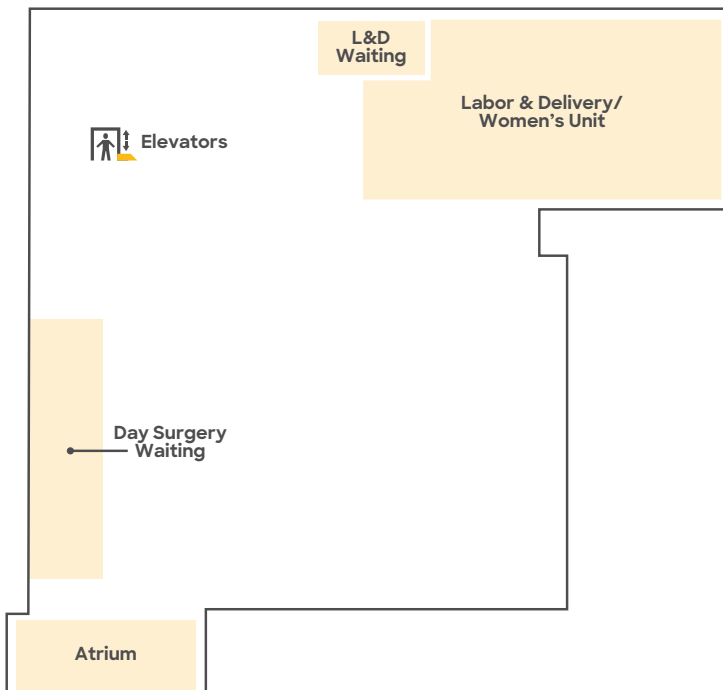 L&D
Waiting
Labor & Delivery/
Women’s Unit
Elevators
Day Surgery
Waiting
Atrium